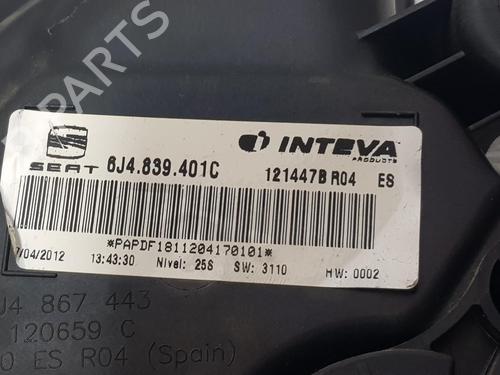 PARTS
SEAT 6J4.839.401C
INTEVA
PRODUCTS
121447B R04 ES
*PAPDF1811204170101*
7/04/2012 13:43:30 Nivel: 25S SW: 3110 HW: 0002
J4 867 443
120659 C
0 ES R04 (Spain)